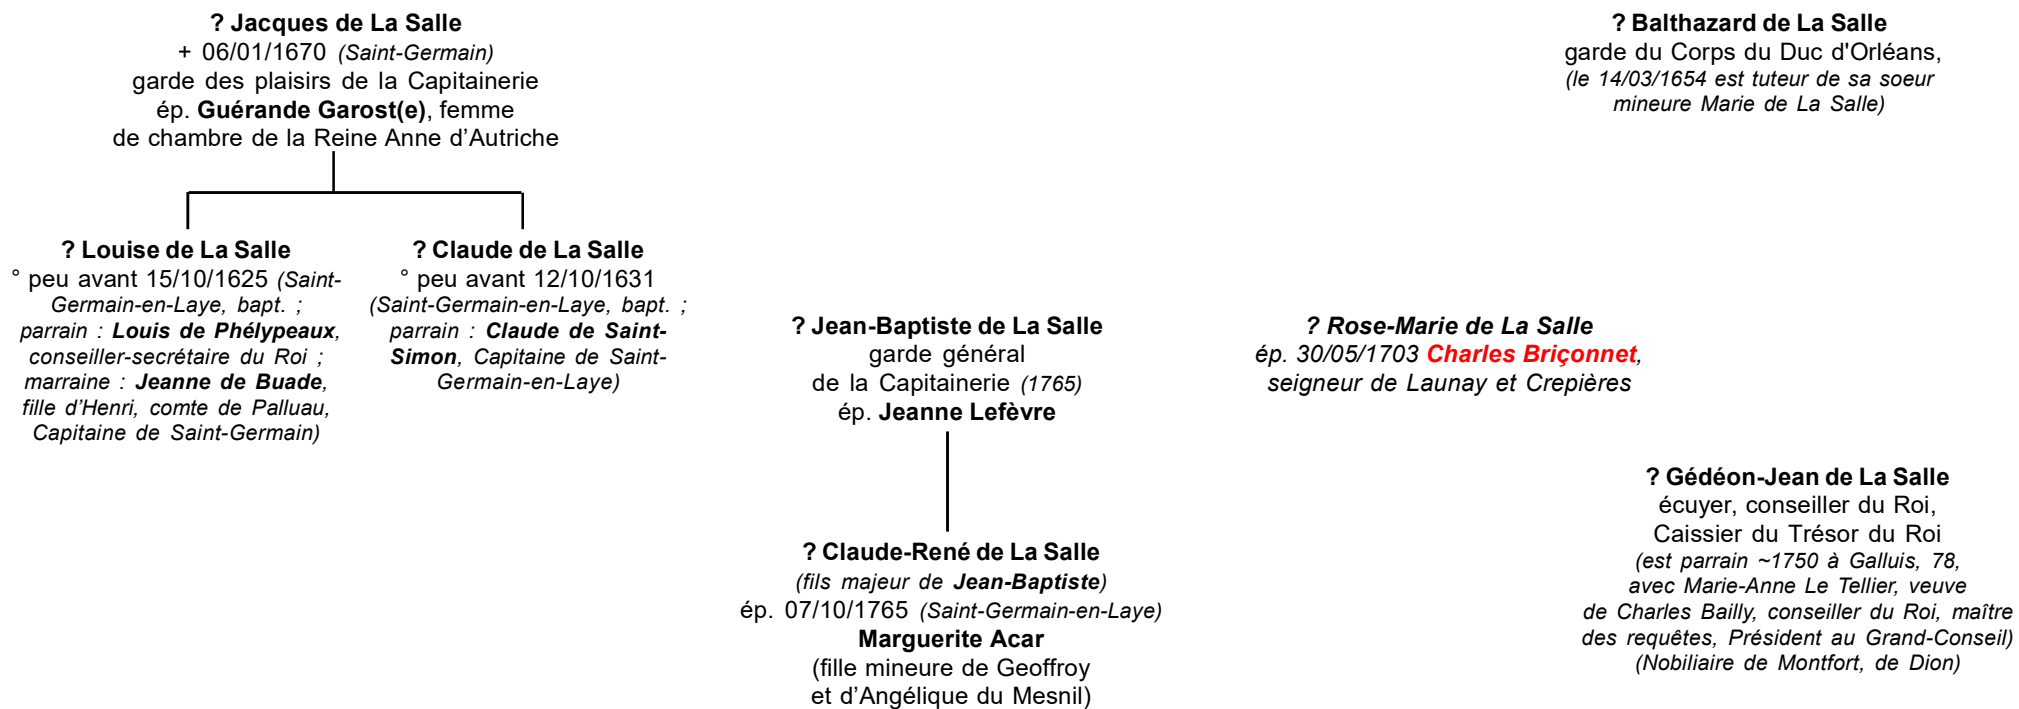 ? Jacques de La Salle
+ 06/01/1670 (Saint-Germain)
garde des plaisirs de la Capitainerie
ép. Guérande Garost(e), femme
de chambre de la Reine Anne d’Autriche
? Balthazard de La Salle
garde du Corps du Duc d'Orléans,
(le 14/03/1654 est tuteur de sa soeur
mineure Marie de La Salle)
? Louise de La Salle
° peu avant 15/10/1625 (Saint-
Germain-en-Laye, bapt. ;
parrain : Louis de Phélypeaux,
conseiller-secrétaire du Roi ;
marraine : Jeanne de Buade,
fille d’Henri, comte de Palluau,
Capitaine de Saint-Germain)
? Claude de La Salle
° peu avant 12/10/1631
(Saint-Germain-en-Laye, bapt. ;
parrain : Claude de Saint-
Simon, Capitaine de Saint-
Germain-en-Laye)
? Jean-Baptiste de La Salle
garde général
de la Capitainerie (1765)
ép. Jeanne Lefèvre
? Rose-Marie de La Salle
ép. 30/05/1703 Charles Briçonnet,
seigneur de Launay et Crepières
? Claude-René de La Salle
(fils majeur de Jean-Baptiste)
ép. 07/10/1765 (Saint-Germain-en-Laye)
Marguerite Acar
(fille mineure de Geoffroy
et d’Angélique du Mesnil)
? Gédéon-Jean de La Salle
écuyer, conseiller du Roi,
Caissier du Trésor du Roi
(est parrain ~1750 à Galluis, 78,
avec Marie-Anne Le Tellier, veuve
de Charles Bailly, conseiller du Roi, maître
des requêtes, Président au Grand-Conseil)
(Nobiliaire de Montfort, de Dion)